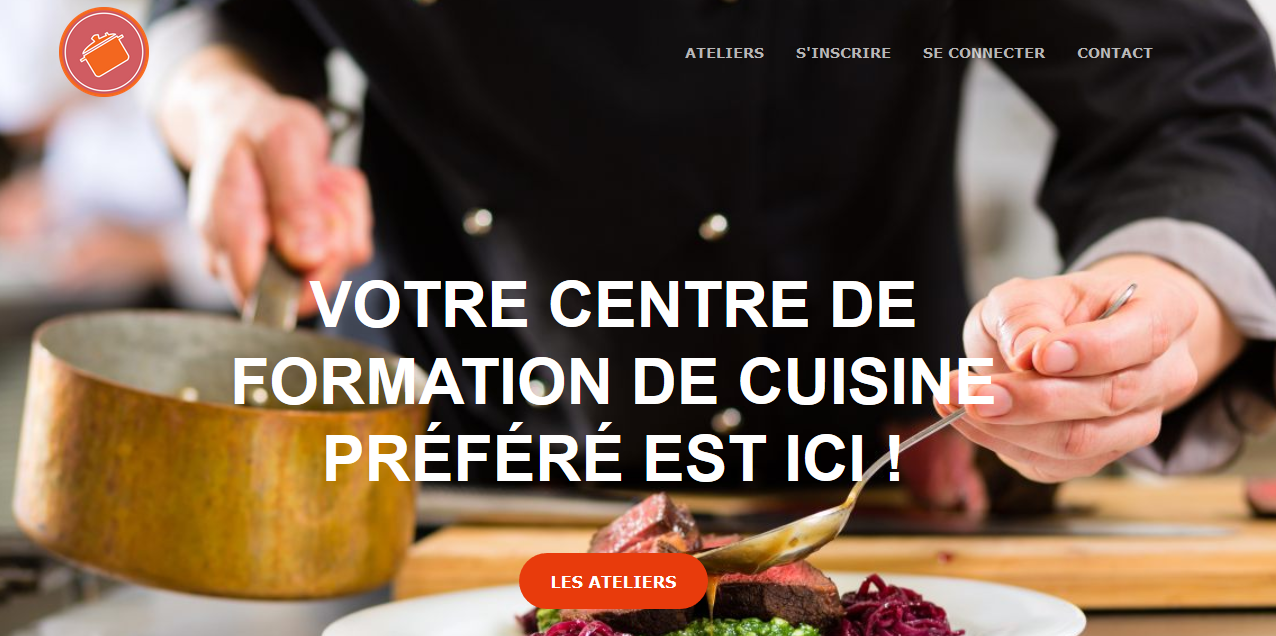 ATELIERS S'INSCRIRE SE CONNECTER CONTACT
VOTRE CENTRE DE
FORMATION DE CUISINE
PRÉFÉRÉ EST ICI !
LES ATELIERS